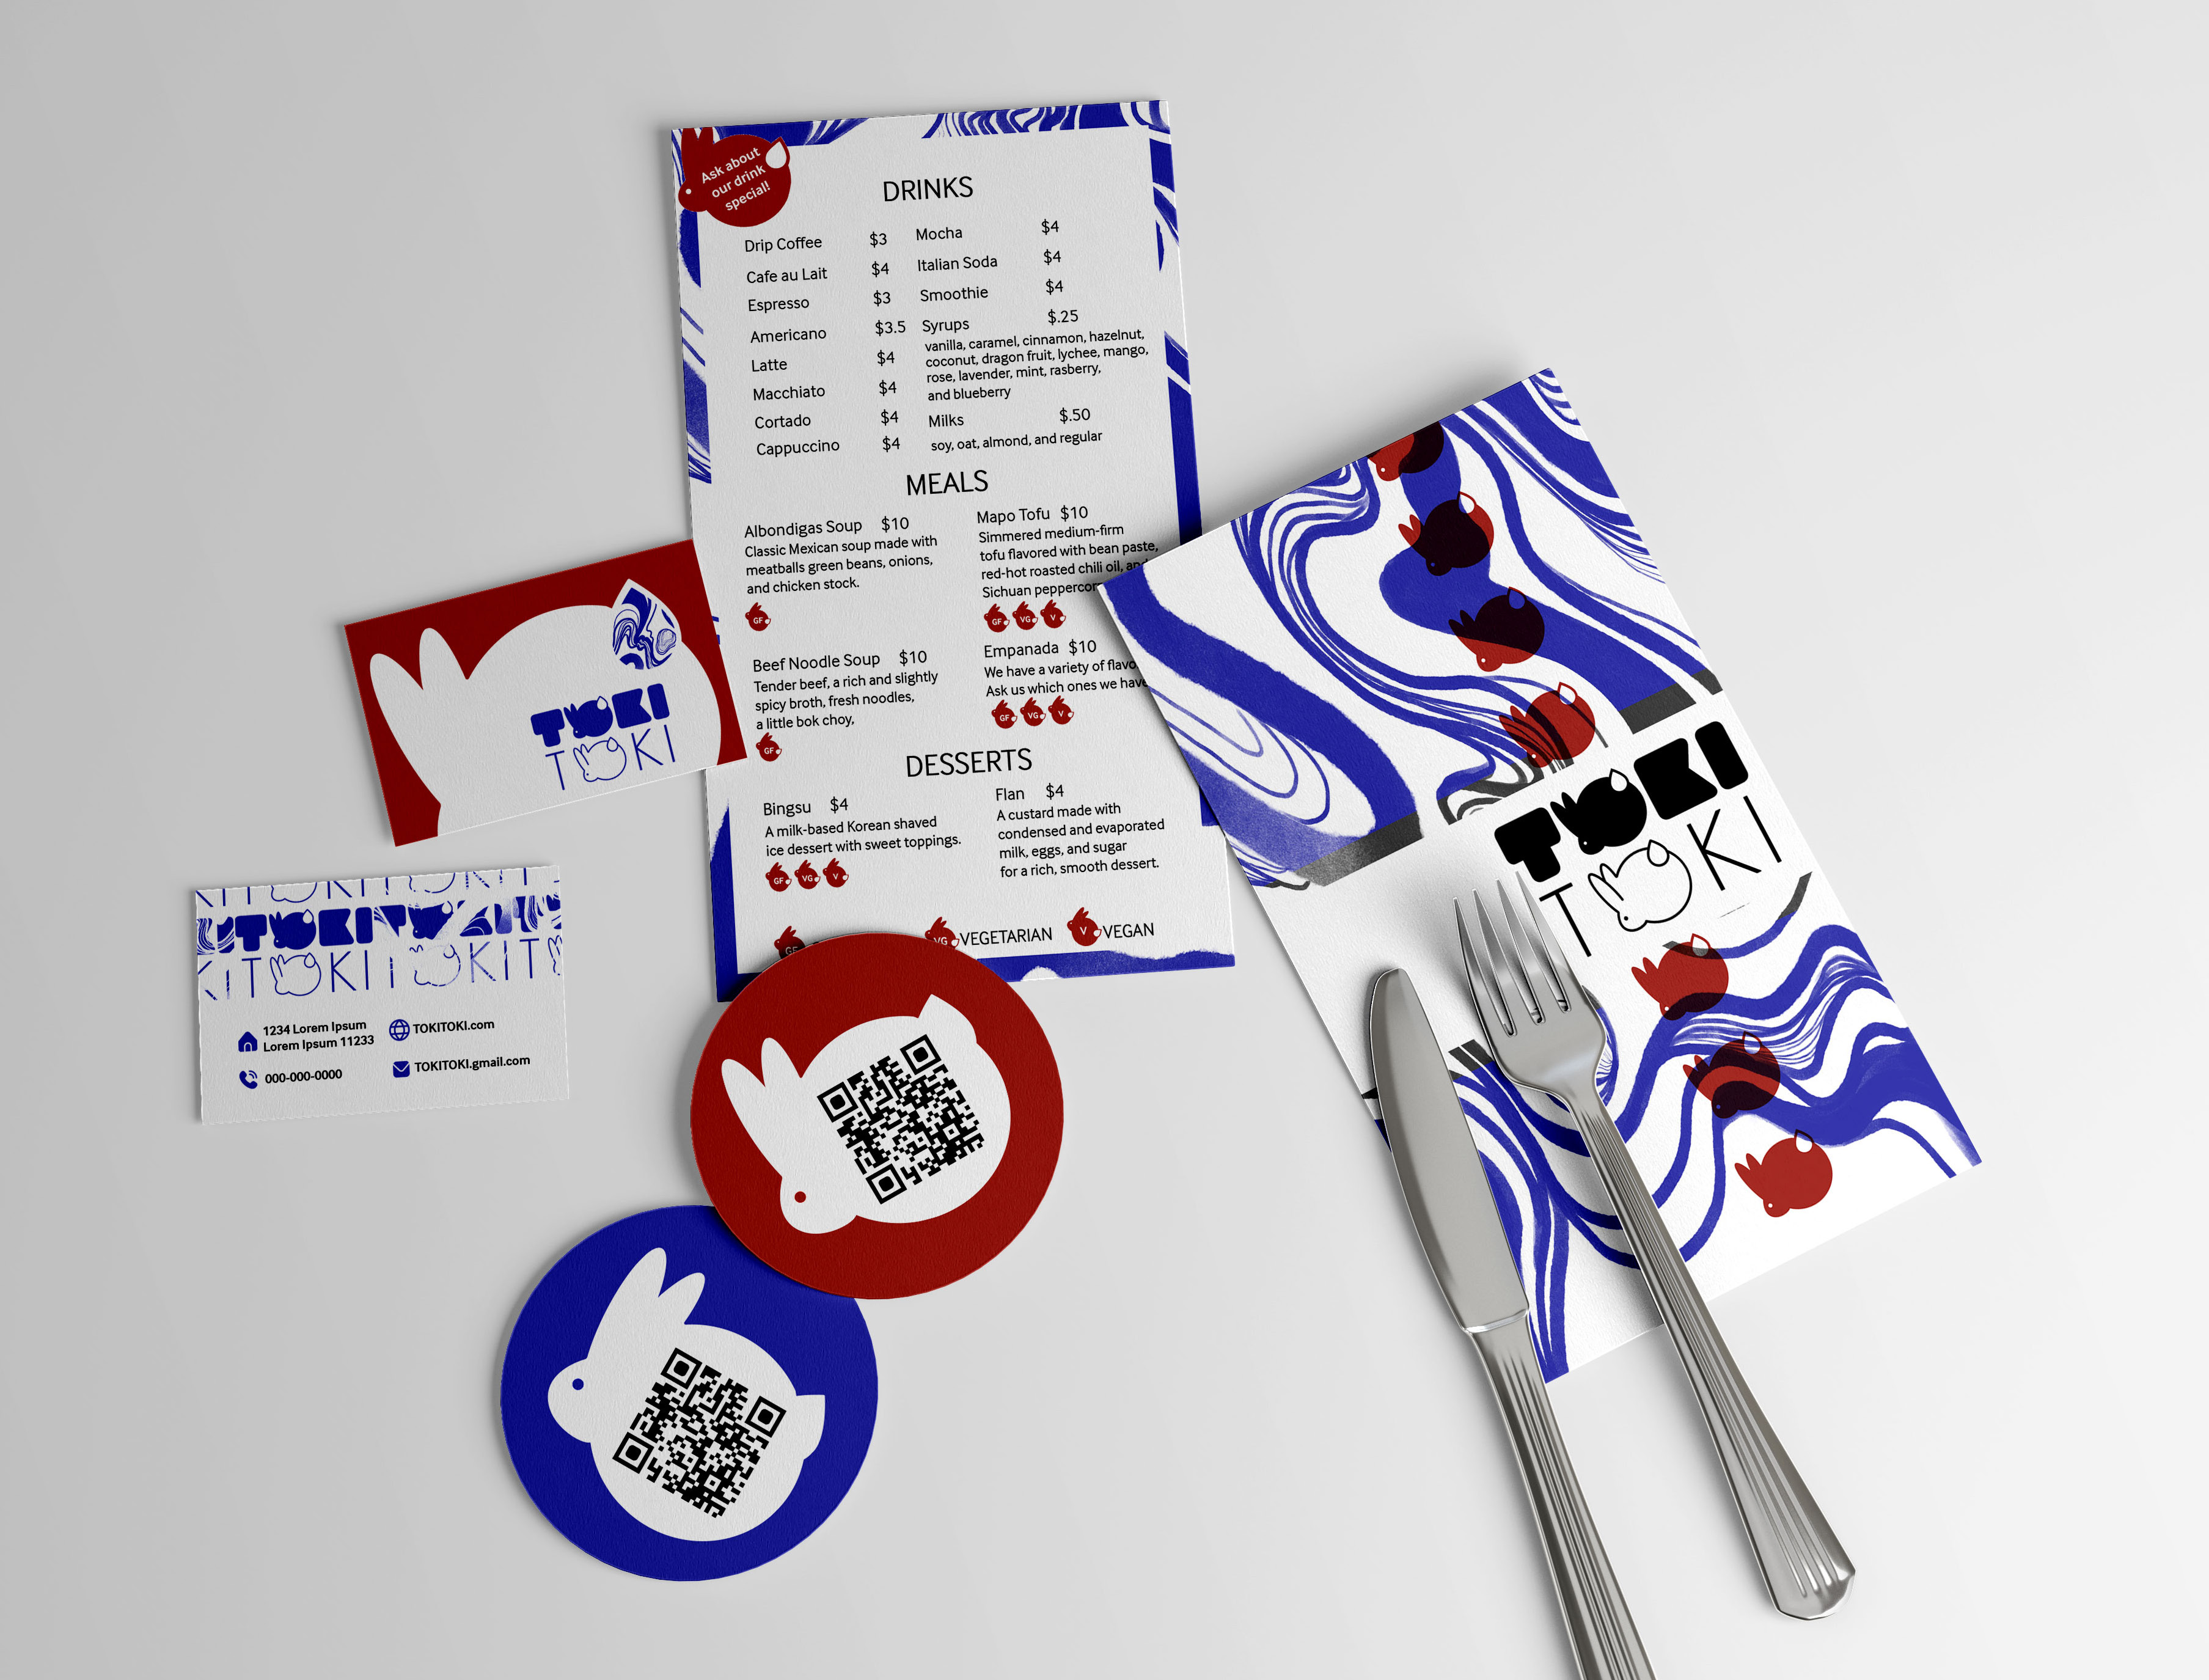 Ask about
our drink
special!
DRINKS
Drip Coffee $3
Cafe au Lait $4
Espresso $3
Americano $3.5
Latte $4
Macchiato $4
Cortado $4
Cappuccino $4
Mocha $4
Italian Soda $4
Smoothie $4
Syrups $.25
vanilla, caramel, cinnamon, hazelnut,
coconut, dragon fruit, lychee, mango,
rose, lavender, mint, rasberry,
and blueberry
Milks $.50
soy, oat, almond, and regular
MEALS
Albondigas Soup $10
Classic Mexican soup made with
meatballs green beans, onions,
and chicken stock.
GF
Beef Noodle Soup $10
Tender beef, a rich and slightly
spicy broth, fresh noodles,
a little bok choy,
GF
Mapo Tofu $10
Simmered medium-firm
tofu flavored with bean paste,
red-hot roasted chili oil,
Sichuan
GF VG V
Empanada $10
We have a variety of
Ask us which ones we have
GF VG V
DESSERTS
Bingsu $4
A milk-based Korean shaved
ice dessert with sweet toppings.
GF VG V
Flan $4
A custard made with
condensed and evaporated
milk, eggs, and sugar
for a rich, smooth dessert.
GF
VG VEGETARIAN
V VEGAN
TOKI
TOKI
TOKI
TOKI
TOKI
TOKI
TOKI
1234 Lorem Ipsum
Lorem Ipsum 11233
000-000-0000
TOKITOKI.com
TOKITOKI.gmail.com